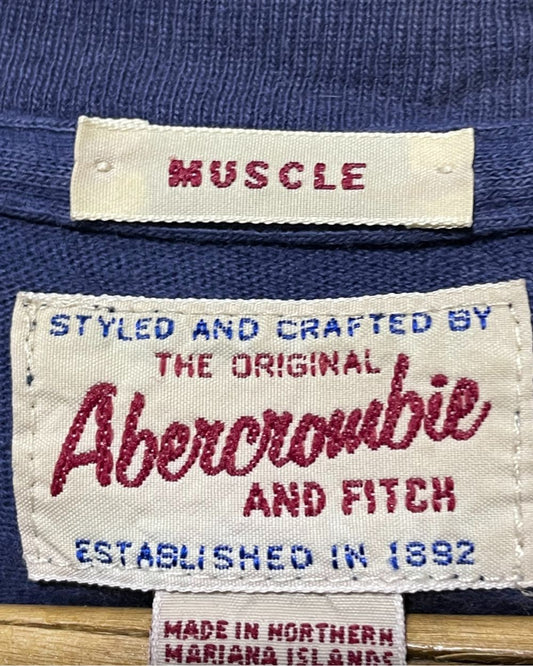 MUSCLE
STYLED AND CRAFTED BY
THE ORIGINAL
Abercrombie
AND FITCH
ESTABLISHED IN 1892
MADE IN NORTHERN
MARIANA ISLANDS